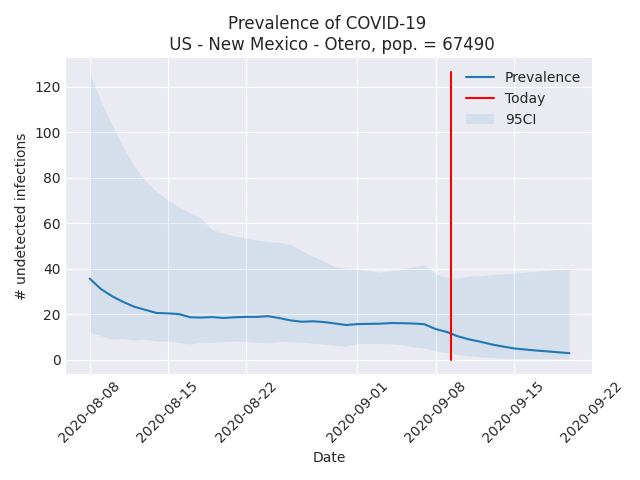 Prevalence of COVID-19
US - New Mexico - Otero, pop. = 67490
# undetected infections
120
100
80
60
40
20
0
Prevalence
Today
95CI
2020-08-08
2020-08-15
2020-08-22
2020-09-01
2020-09-08
2020-09-15
2020-09-22
Date